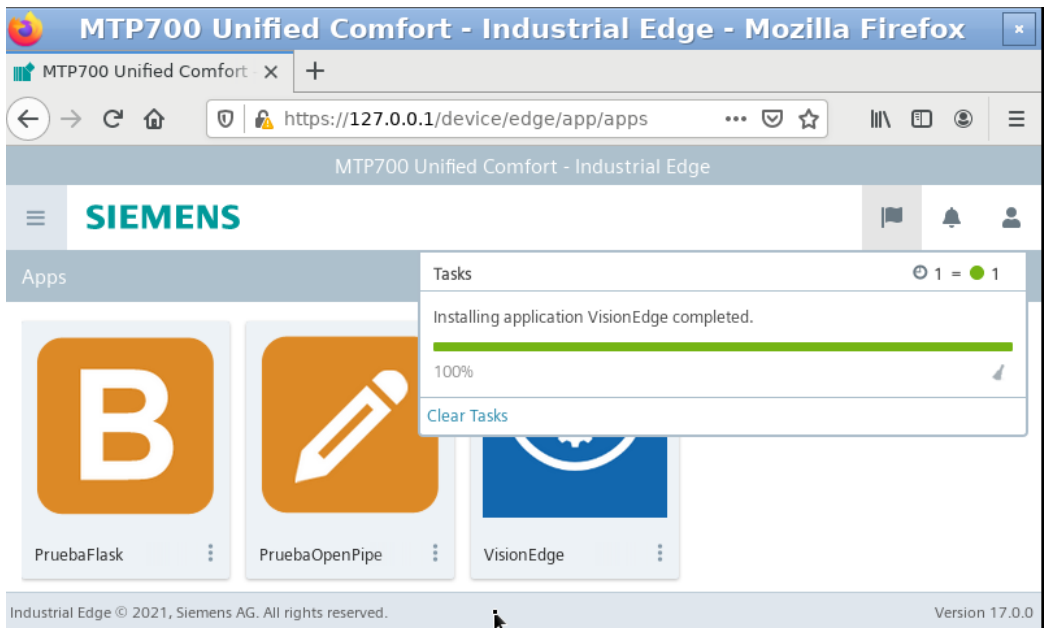 MTP700 Unified Comfort - Industrial Edge - Mozilla Firefox
MTP700 Unified Comfort -
https://127.0.0.1/device/edge/app/apps
MTP700 Unified Comfort - Industrial Edge
SIEMENS
Apps
Tasks 1 = 1
Installing application VisionEdge completed.
100%
Clear Tasks
B
PruebaFlask
PruebaOpenPipe
VisionEdge
Industrial Edge © 2021, Siemens AG. All rights reserved. Version 17.0.0